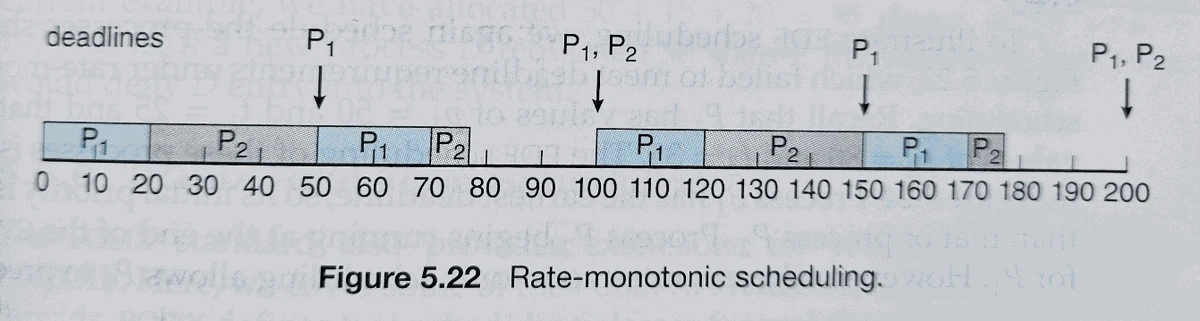 deadlines P₁ P₁, P₂ P₁ P₁, P₂
P₁ P₂ P₁ P₂ P₁ P₂ P₁ P₂
0 10 20 30 40 50 60 70 80 90 100 110 120 130 140 150 160 170 180 190 200
Figure 5.22 Rate-monotonic scheduling.